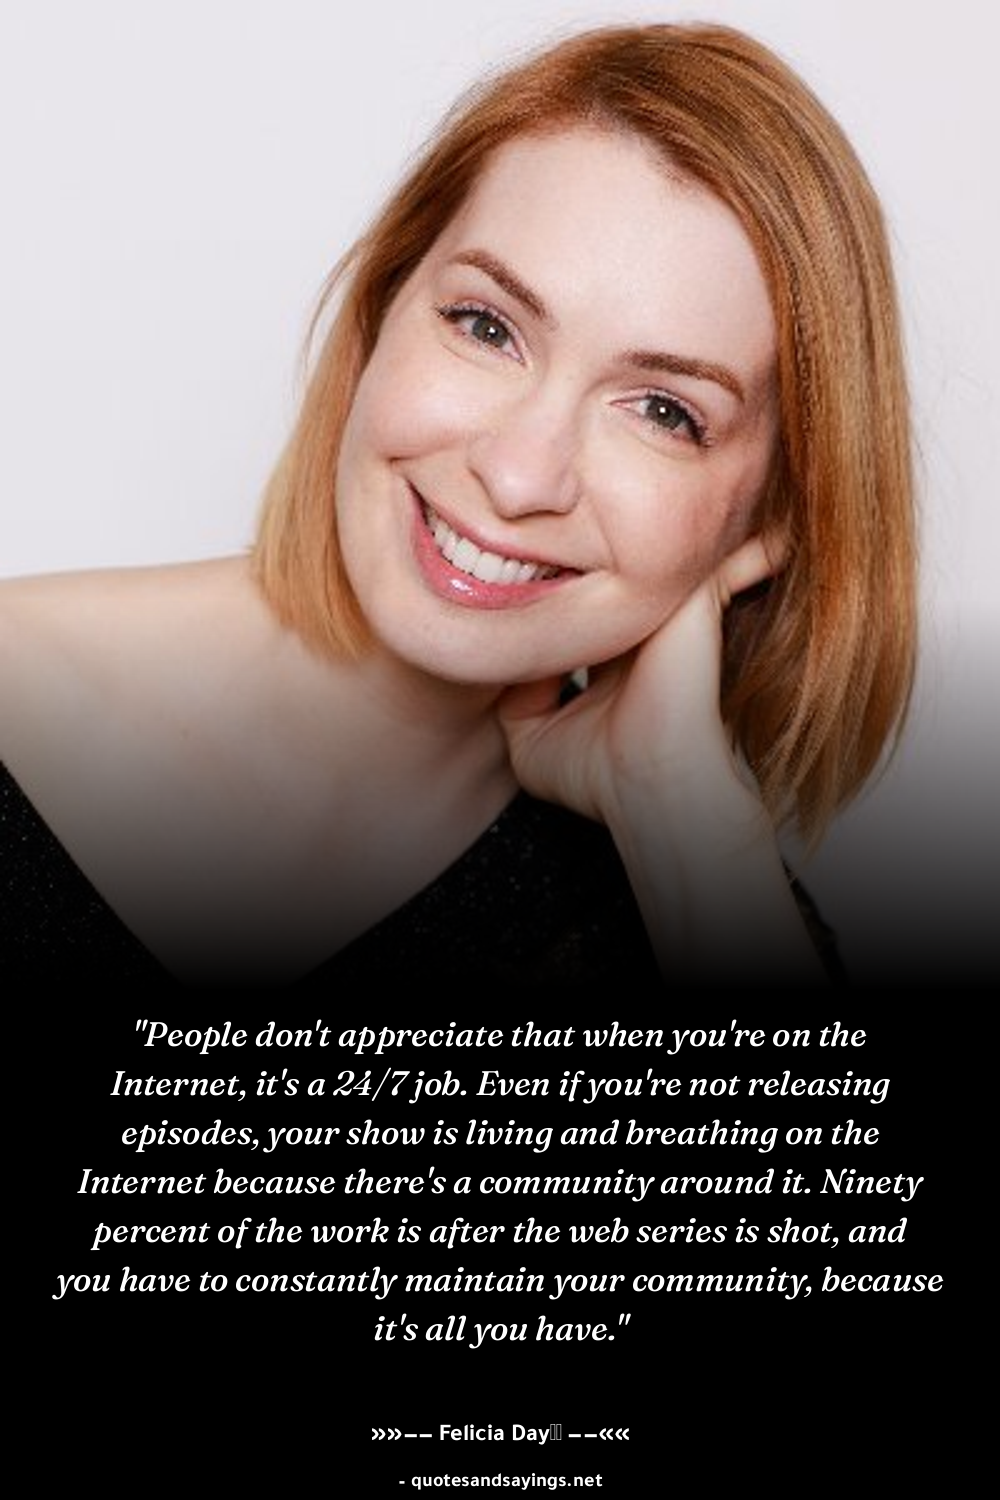 "People don't appreciate that when you're on the
Internet, it's a 24/7 job. Even if you're not releasing
episodes, your show is living and breathing on the
Internet because there's a community around it. Ninety
percent of the work is after the web series is shot, and
you have to constantly maintain your community, because
it's all you have."
»»–– Felicia Day ––««
- quotesandsayings.net